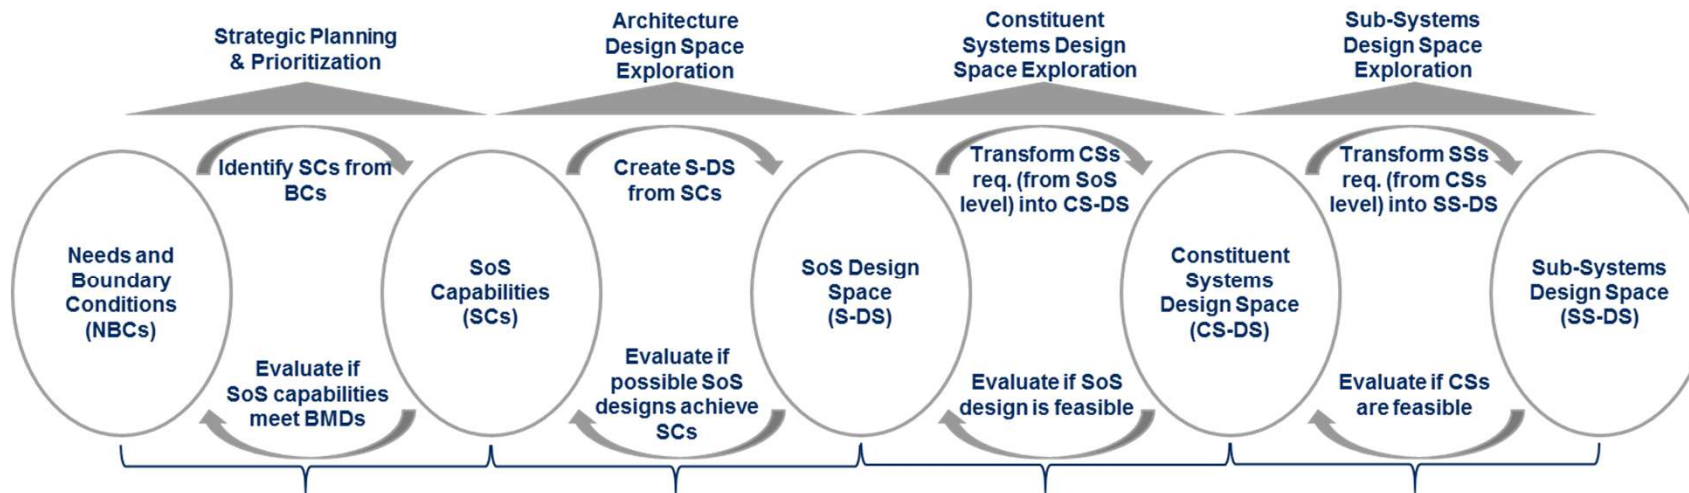 Strategic Planning
& Prioritization
Architecture
Design Space
Exploration
Constituent
Systems Design
Space Exploration
Sub-Systems
Design Space
Exploration
Identify SCs from
BCs
Create S-DS
from SCs
Transform CSs
req. (from SoS
level) into CS-DS
Transform SSs
req. (from CSs
level) into SS-DS
Needs and
Boundary
Conditions
(NBCs)
SoS
Capabilities
(SCs)
SoS Design
Space
(S-DS)
Constituent
Systems
Design Space
(CS-DS)
Sub-Systems
Design Space
(SS-DS)
Evaluate if
SoS capabilities
meet BMDs
Evaluate if
possible SoS
designs achieve
SCs
Evaluate if SoS
design is feasible
Evaluate if CSs
are feasible